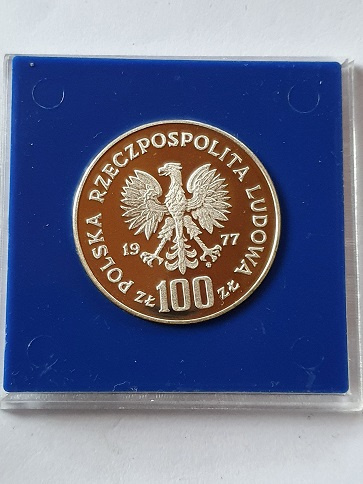 POLSKA RZECZPOSPOLITA LUDOWA
19 77
ZŁ 100 ZŁ